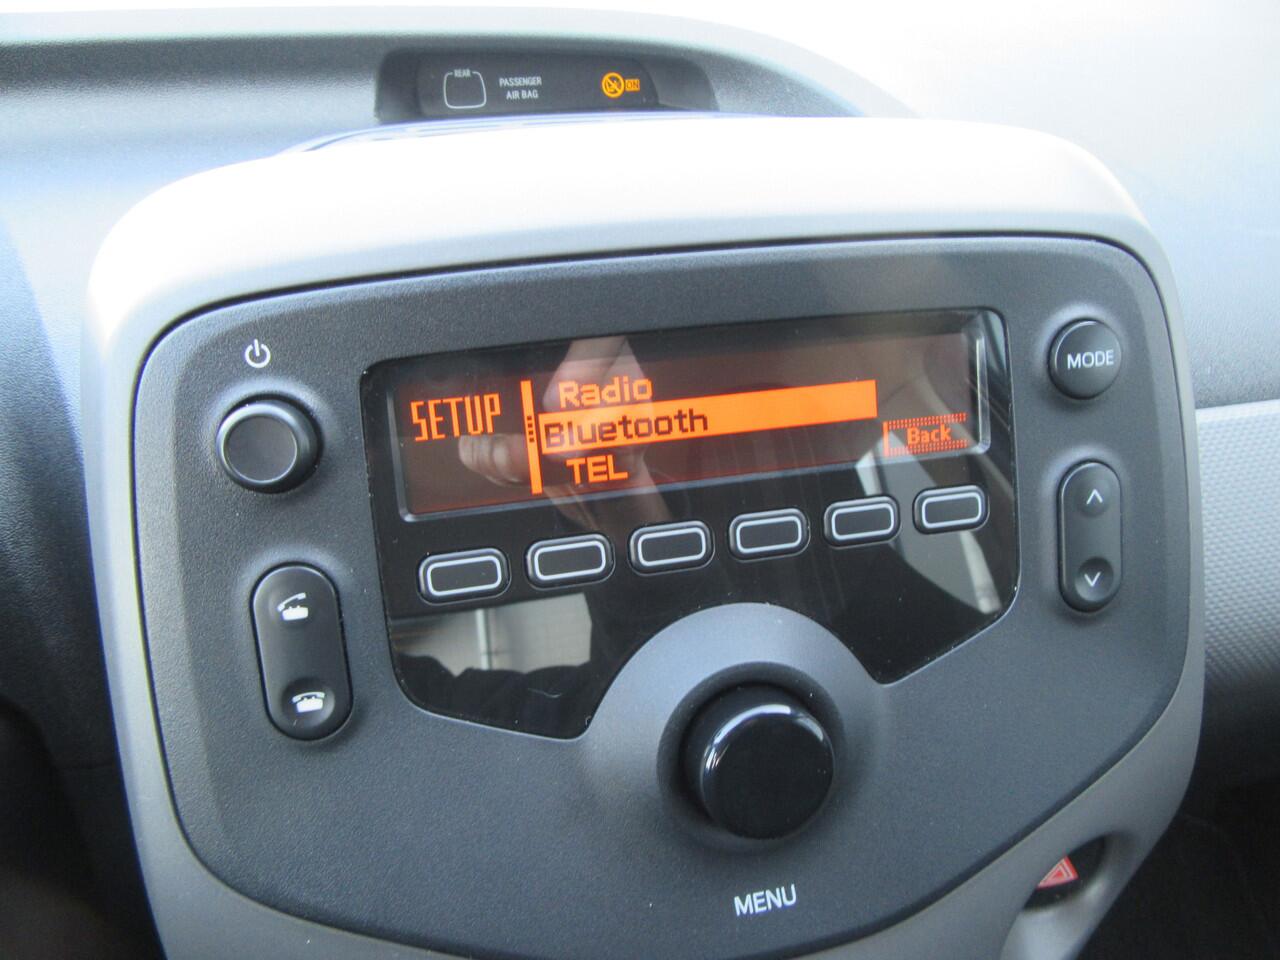 REAR
PASSENGER
AIR BAG
ON
MODE
SETUP
Radio
Bluetooth
TEL
Back
MENU